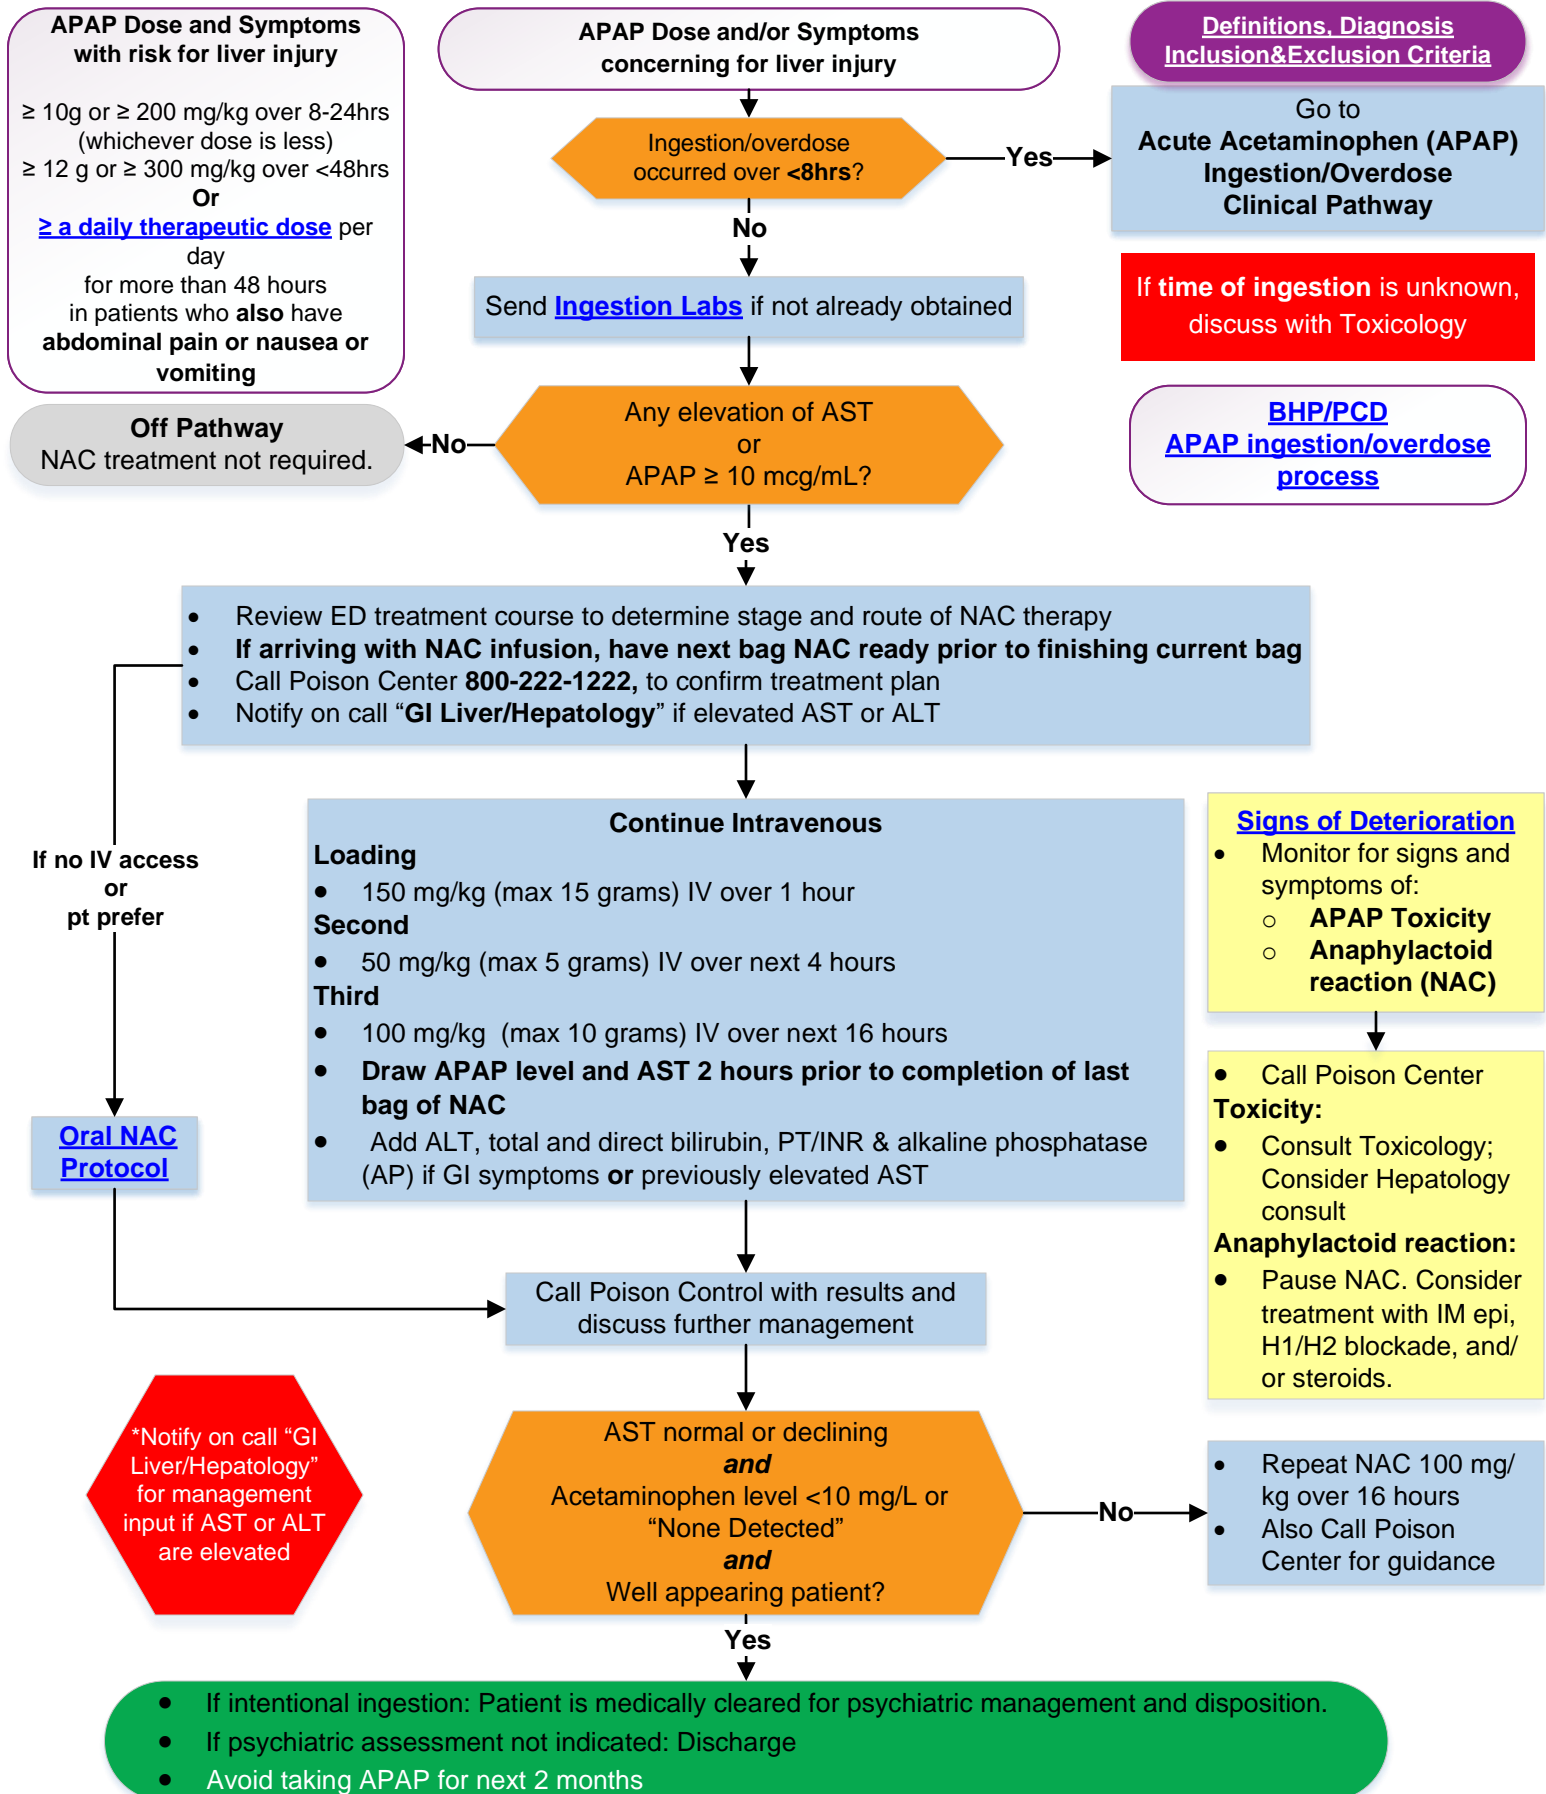 APAP Dose and Symptoms
with risk for liver injury
≥ 10g or ≥ 200 mg/kg over 8-24hrs
(whichever dose is less)
≥ 12 g or ≥ 300 mg/kg over <48hrs
Or
≥ a daily therapeutic dose per
day
for more than 48 hours
in patients who also have
abdominal pain or nausea or
vomiting
APAP Dose and/or Symptoms
concerning for liver injury
Definitions, Diagnosis
Inclusion&Exclusion Criteria
Ingestion/overdose
occurred over <8hrs?
Yes
Go to
Acute Acetaminophen (APAP)
Ingestion/Overdose
Clinical Pathway
No
Send Ingestion Labs if not already obtained
If time of ingestion is unknown,
discuss with Toxicology
Any elevation of AST
or
APAP ≥ 10 mcg/mL?
No
Off Pathway
NAC treatment not required.
BHP/PCD
APAP ingestion/overdose
process
Yes
• Review ED treatment course to determine stage and route of NAC therapy
• If arriving with NAC infusion, have next bag NAC ready prior to finishing current bag
• Call Poison Center 800-222-1222, to confirm treatment plan
• Notify on call “GI Liver/Hepatology” if elevated AST or ALT
If no IV access
or
pt prefer
Oral NAC
Protocol
Continue Intravenous
Loading
• 150 mg/kg (max 15 grams) IV over 1 hour
Second
• 50 mg/kg (max 5 grams) IV over next 4 hours
Third
• 100 mg/kg (max 10 grams) IV over next 16 hours
• Draw APAP level and AST 2 hours prior to completion of last
bag of NAC
• Add ALT, total and direct bilirubin, PT/INR & alkaline phosphatase
(AP) if GI symptoms or previously elevated AST
Signs of Deterioration
• Monitor for signs and
symptoms of:
o APAP Toxicity
o Anaphylactoid
reaction (NAC)
• Call Poison Center
Toxicity:
• Consult Toxicology;
Consider Hepatology
consult
Anaphylactoid reaction:
• Pause NAC. Consider
treatment with IM epi,
H1/H2 blockade, and/
or steroids.
Call Poison Control with results and
discuss further management
*Notify on call “GI
Liver/Hepatology”
for management
input if AST or ALT
are elevated
AST normal or declining
and
Acetaminophen level <10 mg/L or
“None Detected”
and
Well appearing patient?
No
• Repeat NAC 100 mg/
kg over 16 hours
• Also Call Poison
Center for guidance
Yes
• If intentional ingestion: Patient is medically cleared for psychiatric management and disposition.
• If psychiatric assessment not indicated: Discharge
• Avoid taking APAP for next 2 months